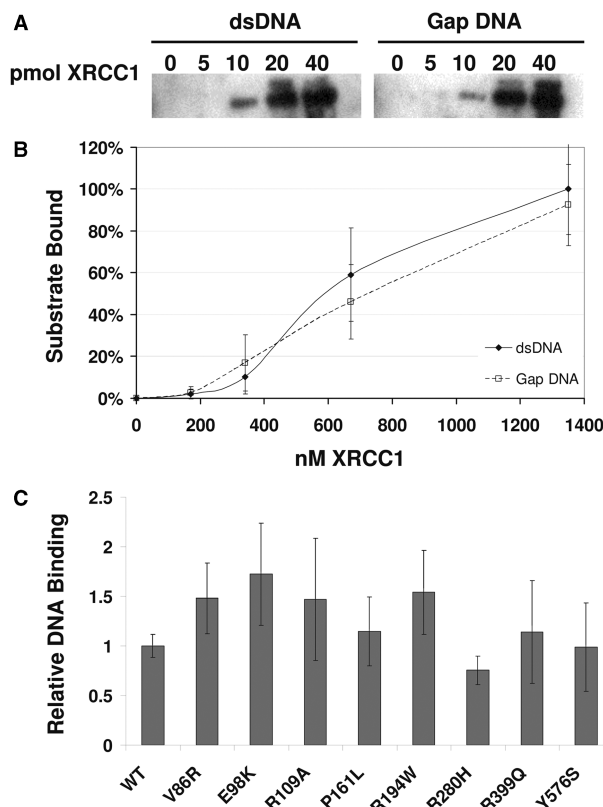 A
dsDNA
Gap DNA
pmol XRCC1
0 5 10 20 40
0 5 10 20 40
B
120%
100%
80%
60%
40%
20%
0%
Substrate Bound
dsDNA
Gap DNA
0 200 400 600 800 1000 1200 1400
nM XRCC1
C
2.5
2
1.5
1
0.5
0
Relative DNA Binding
WT
V86R
E98K
R109A
P161L
R194W
R280H
R399Q
Y576S